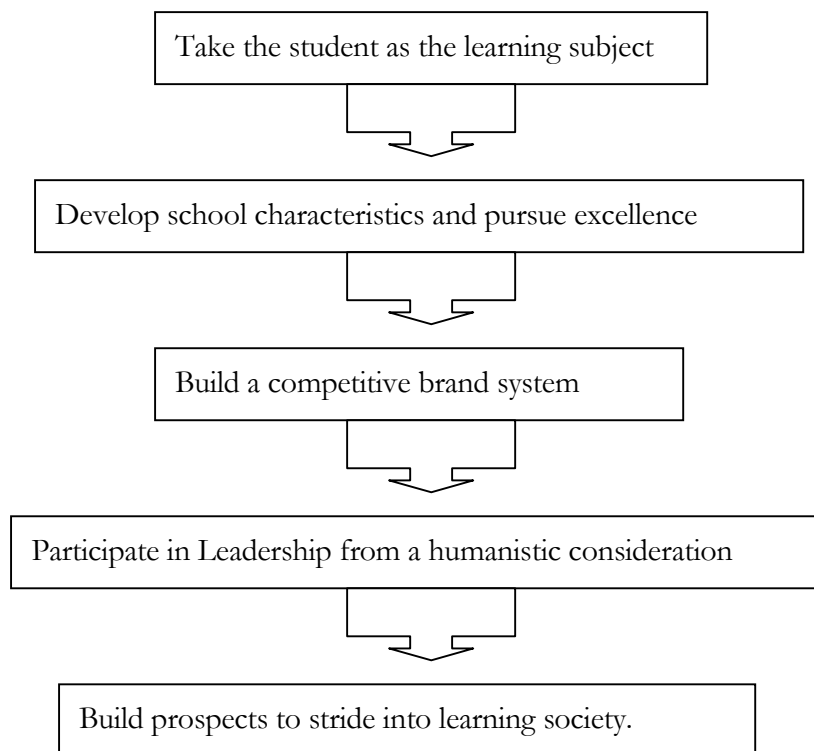 Take the student as the learning subject
Develop school characteristics and pursue excellence
Build a competitive brand system
Participate in Leadership from a humanistic consideration
Build prospects to stride into learning society.